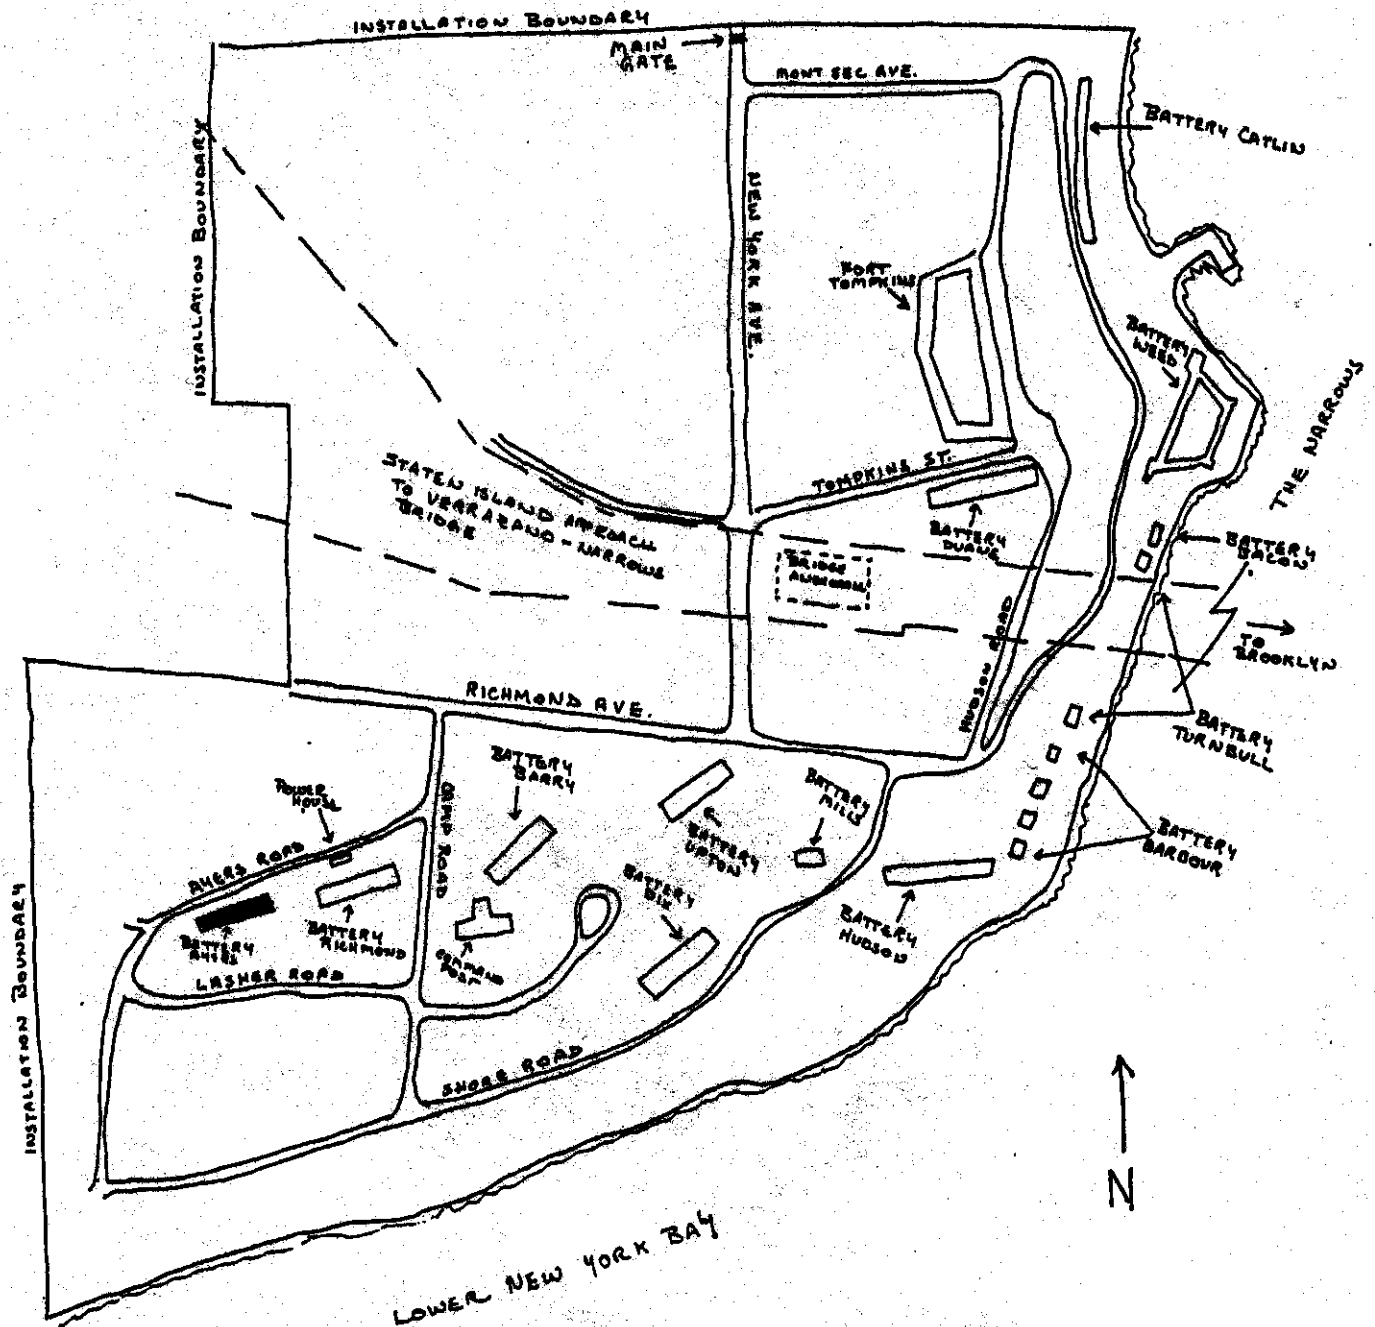 INSTALLATION BOUNDARY
MAIN
GATE
MONT SEC AVE.
BATTERY CATLIN
INSTALLATION BOUNDARY
NEW YORK AVE.
FORT
TOMPKINS
BATTERY
WEED
THE NARROWS
STATEN ISLAND APPROACH
TO VERRAZANO-NARROWS
BRIDGE
TOMPKINS ST.
BATTERY
DUANE
BRIDGE
ANCHORAGE
BATTERY
BACON
TO
BROOKLYN
HUDSON ROAD
RICHMOND AVE.
BATTERY
TURNBULL
BATTERY
BARRY
POWER
HOUSE
CAMP ROAD
BATTERY
UPTON
BATTERY
MILLS
BATTERY
BARBOUR
AYERS ROAD
BATTERY
AYERS
BATTERY
RICHMOND
BATTERY
DIX
BATTERY
HUDSON
COMMAND
POST
LASHER ROAD
INSTALLATION BOUNDARY
SHORE ROAD
N
LOWER NEW YORK BAY